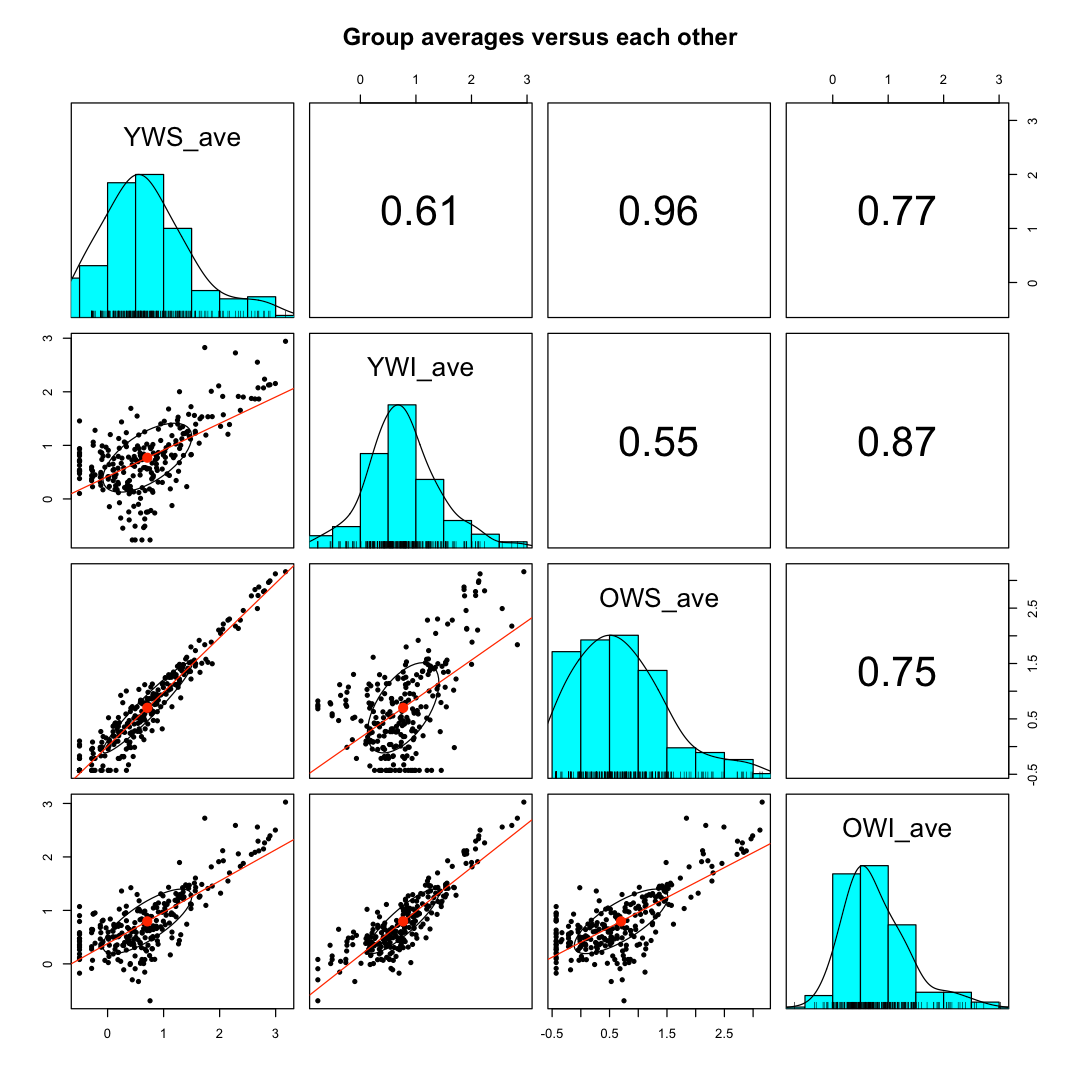 Group averages versus each other
0 1 2 3 0 1 2 3
YWS_ave 0.61 0.96 0.77
3
2
1
0
3
2
1
0
YWI_ave 0.55 0.87
OWS_ave 0.75
2.5
1.5
0.5
-0.5
3
2
1
0
OWI_ave
0 1 2 3 -0.5 0.5 1.5 2.5